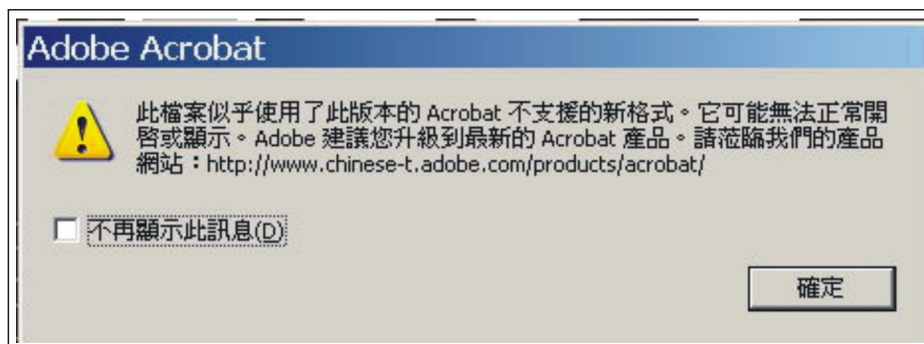 Adobe Acrobat
此檔案似乎使用了此版本的 Acrobat 不支援的新格式。它可能無法正常開
啓或顯示。Adobe 建議您升級到最新的 Acrobat 產品。請蒞臨我們的產品
網站：http://www.chinese-t.adobe.com/products/acrobat/
不再顯示此訊息(D)
確定